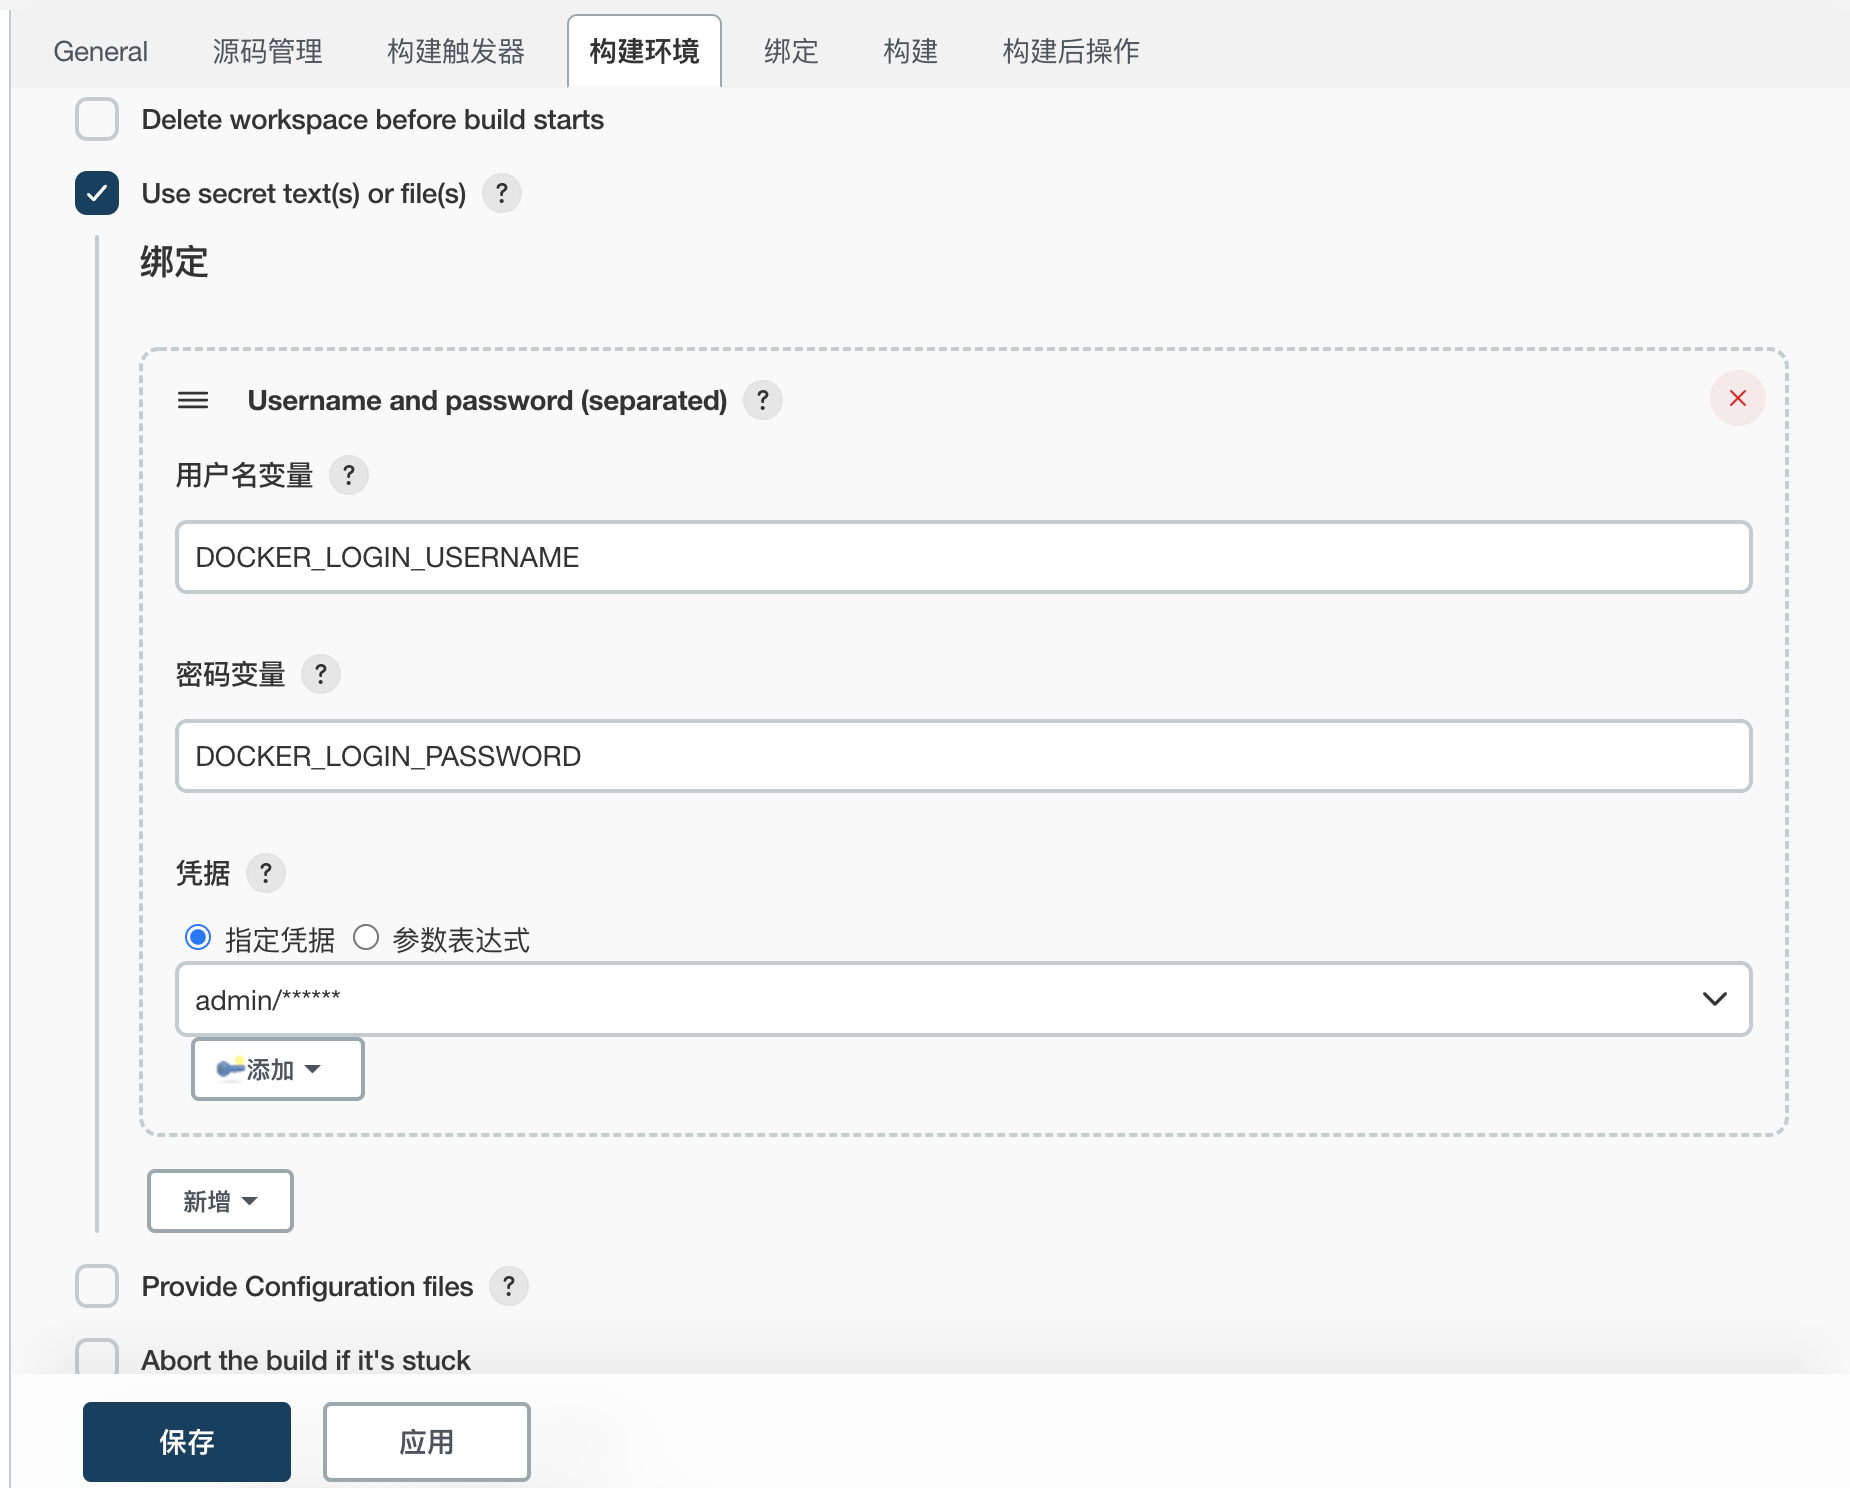 General 源码管理 构建触发器 构建环境 绑定 构建 构建后操作
Delete workspace before build starts
Use secret text(s) or file(s) ?
绑定
Username and password (separated) ?
用户名变量 ?
DOCKER_LOGIN_USERNAME
密码变量 ?
DOCKER_LOGIN_PASSWORD
凭据 ?
指定凭据 参数表达式
admin/******
添加
新增
Provide Configuration files ?
Abort the build if it's stuck
保存 应用